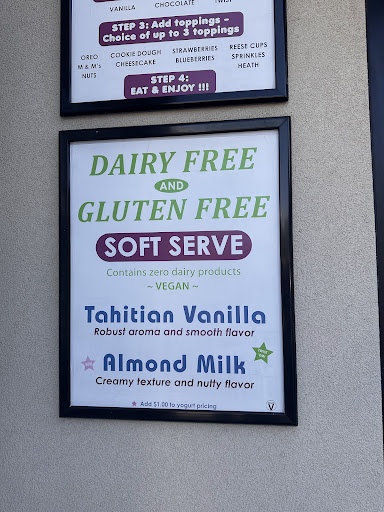 VANILLA CHOCOLATE TWIST
STEP 3: Add toppings -
Choice of up to 3 toppings
OREO COOKIE DOUGH STRAWBERRIES REESE CUPS
M & M's CHEESECAKE BLUEBERRIES SPRINKLES
NUTS HEATH
STEP 4:
EAT & ENJOY !!!
DAIRY FREE
AND
GLUTEN FREE
SOFT SERVE
Contains zero dairy products
~ VEGAN ~
Tahitian Vanilla
Robust aroma and smooth flavor
Almond Milk
Creamy texture and nutty flavor
Add $1.00 to yogurt pricing
V